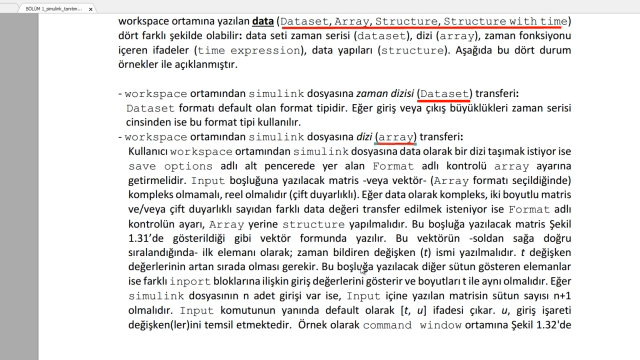 BÖLÜM 1_simulink_tanıtım...
workspace ortamına yazılan data (Dataset, Array, Structure, Structure with time)
dört farklı şekilde olabilir: data seti zaman serisi (dataset), dizi (array), zaman fonksiyonu
içeren ifadeler (time expression), data yapıları (structure). Aşağıda bu dört durum
örnekler ile açıklanmıştır.
- workspace ortamından simulink dosyasına zaman dizisi (Dataset) transferi:
Dataset formatı default olan format tipidir. Eğer giriş veya çıkış büyüklükleri zaman serisi
cinsinden ise bu format tipi kullanılır.
- workspace ortamından simulink dosyasına dizi (array) transferi:
Kullanıcı workspace ortamından simulink dosyasına data olarak bir dizi taşımak istiyor ise
save options adlı alt pencerede yer alan Format adlı kontrolü array ayarına
getirmelidir. Input boşluğuna yazılacak matris -veya vektör- (Array formatı seçildiğinde)
kompleks olmamalı, reel olmalıdır (çift duyarlıklı). Eğer data olarak kompleks, iki boyutlu matris
ve/veya çift duyarlıklı sayıdan farklı data değeri transfer edilmek isteniyor ise Format adlı
kontrolün ayarı, Array yerine structure yapılmalıdır. Bu boşluğa yazılacak matris Şekil
1.31’de gösterildiği gibi vektör formunda yazılır. Bu vektörün -soldan sağa doğru
sıralandığında- ilk elemanı olarak; zaman bildiren değişken (t) ismi yazılmalıdır. t değişken
değerlerinin artan sırada olması gerekir. Bu boşluğa yazılacak diğer sütun gösteren elemanlar
ise farklı inport bloklarına ilişkin giriş değerlerini gösterir ve boyutları t ile aynı olmalıdır. Eğer
simulink dosyasının n adet girişi var ise, Input içine yazılan matrisin sütun sayısı n+1
olmalıdır. Input komutunun yanında default olarak [t, u] ifadesi çıkar. u, giriş işareti
değişken(ler)ini temsil etmektedir. Örnek olarak command window ortamına Şekil 1.32'de